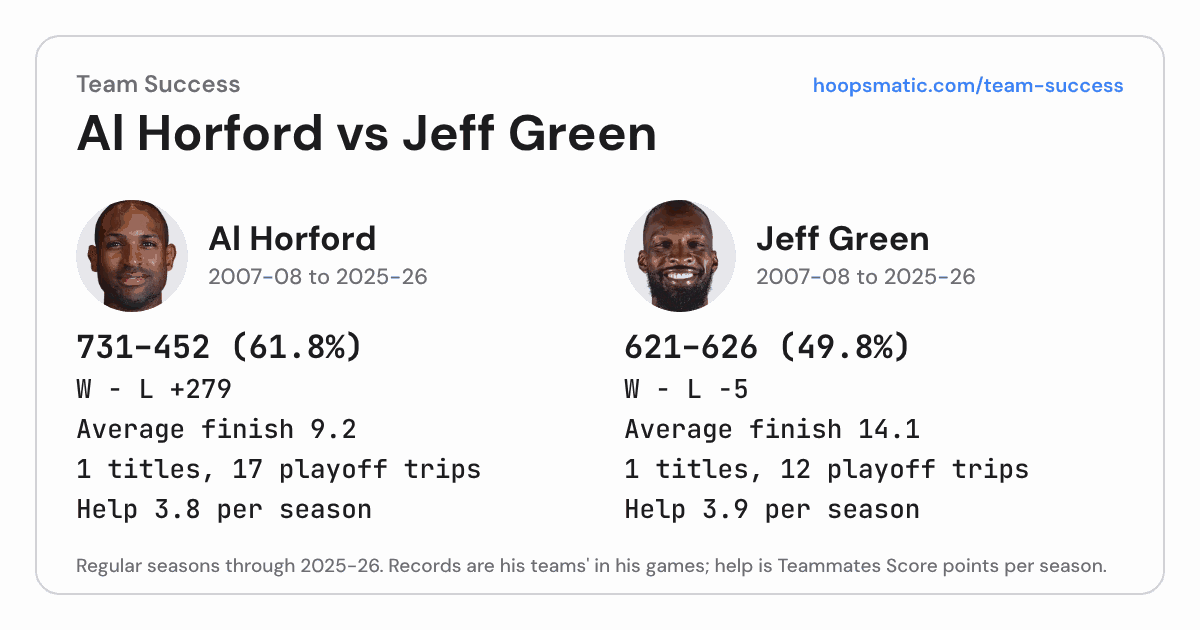 Team Success
hoopsmatic.com/team-success
Al Horford vs Jeff Green
Al Horford
2007-08 to 2025-26
731-452 (61.8%)
W - L +279
Average finish 9.2
1 titles, 17 playoff trips
Help 3.8 per season
Jeff Green
2007-08 to 2025-26
621-626 (49.8%)
W - L -5
Average finish 14.1
1 titles, 12 playoff trips
Help 3.9 per season
Regular seasons through 2025-26. Records are his teams' in his games; help is Teammates Score points per season.